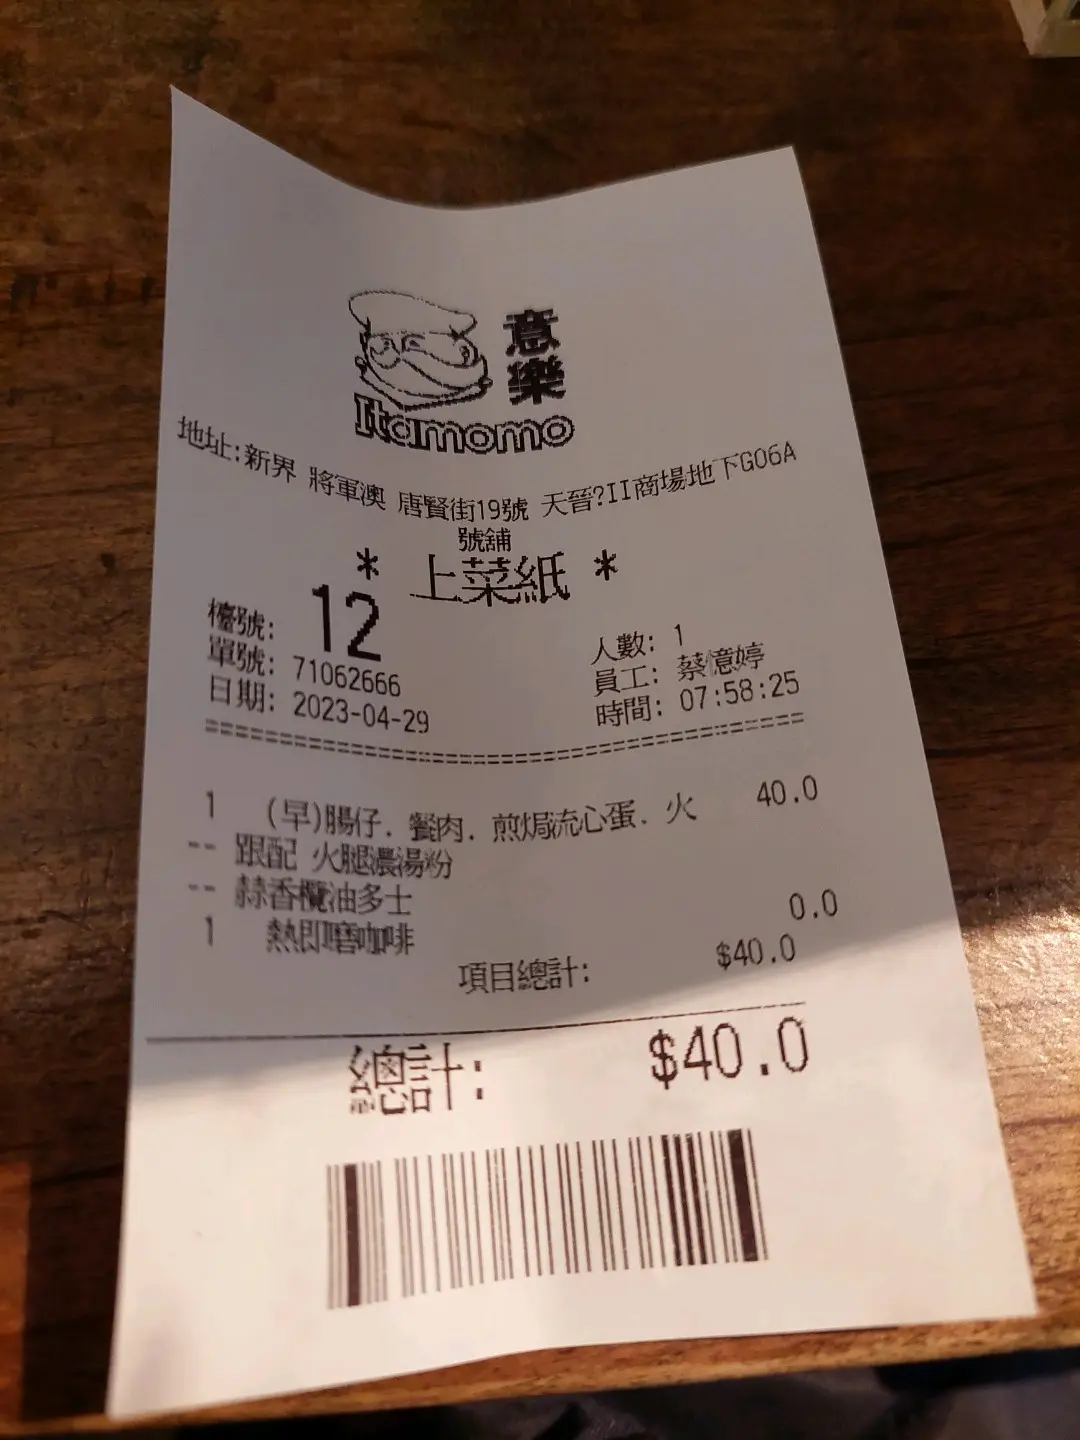 意樂
Itamomo
地址:新界 將軍澳 唐賢街19號 天晉?II商場地下G06A
號舖
* 上菜紙 *
檯號: 12
人數: 1
單號: 71062666
員工: 蔡憶婷
日期: 2023-04-29
時間: 07:58:25
1 (早)腸仔. 餐肉. 煎焗流心蛋. 火 40.0
-- 跟配 火腿濃湯粉
-- 蒜香欖油多士
1 熱即磨咖啡 0.0
項目總計: $40.0
總計: $40.0